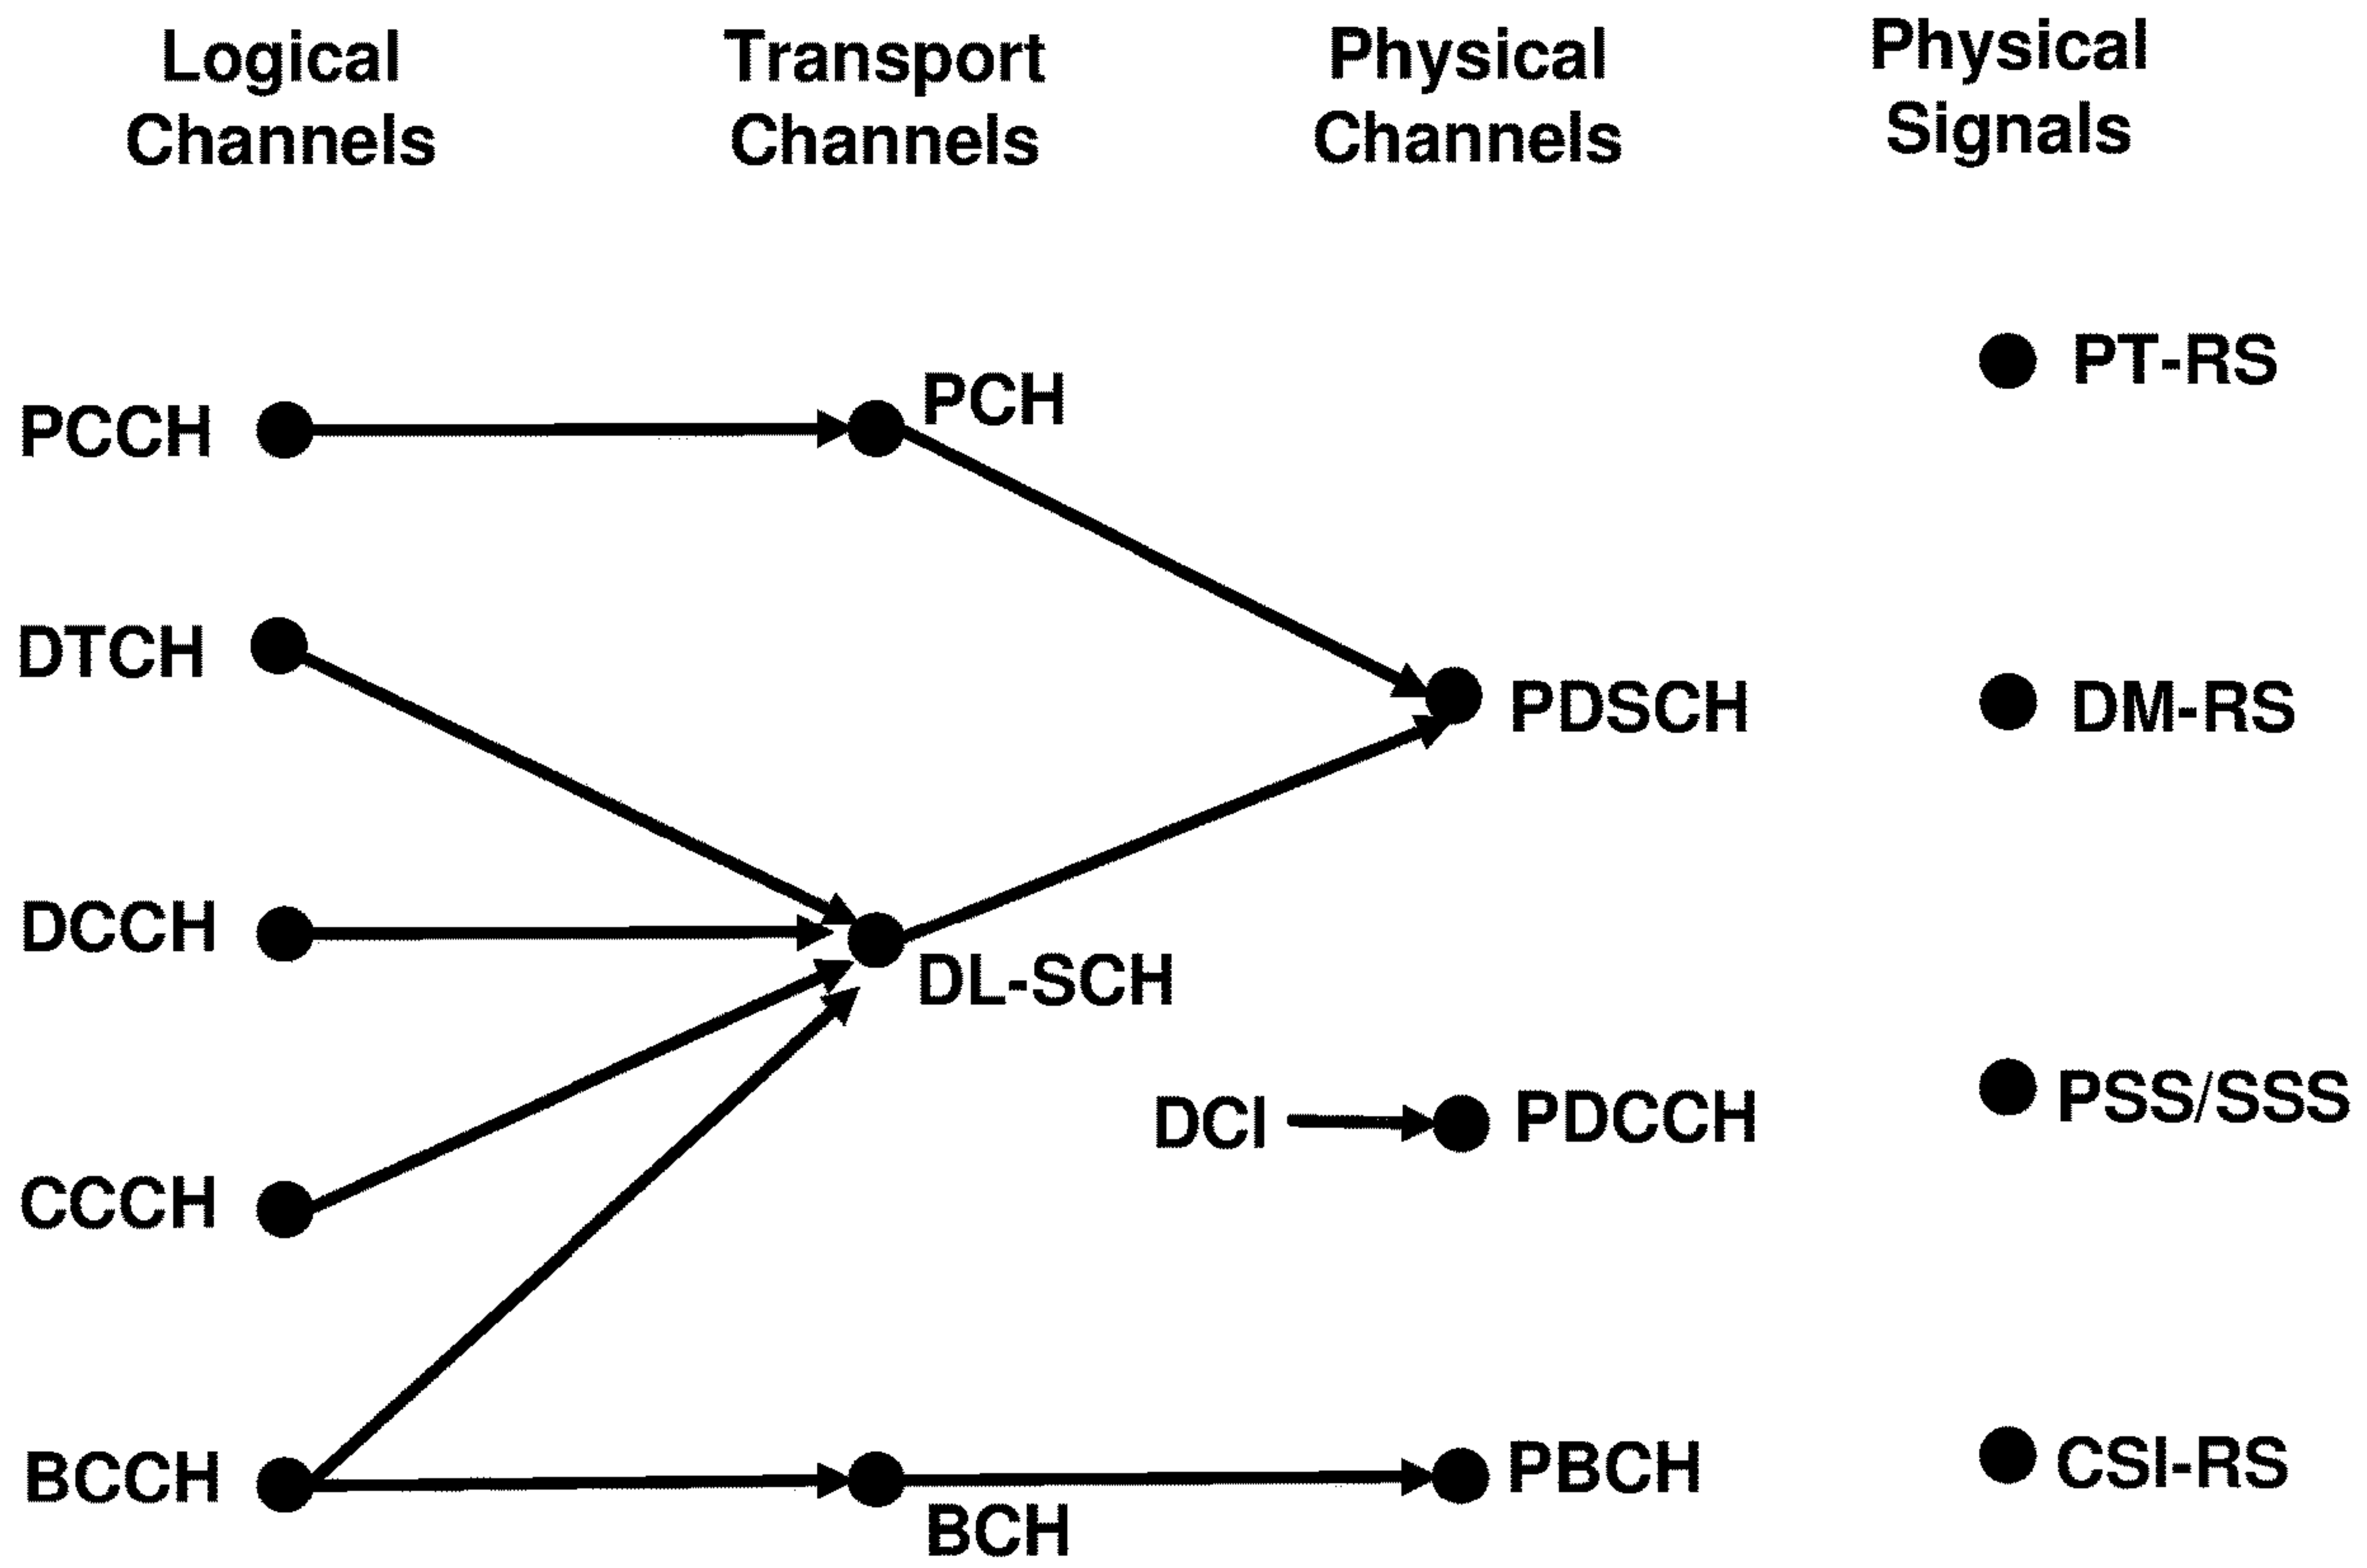 Logical
Channels
Transport
Channels
Physical
Channels
Physical
Signals
PCCH
PCH
PT-RS
DTCH
PDSCH
DM-RS
DCCH
DL-SCH
CCCH
DCI
PDCCH
PSS/SSS
BCCH
BCH
PBCH
CSI-RS